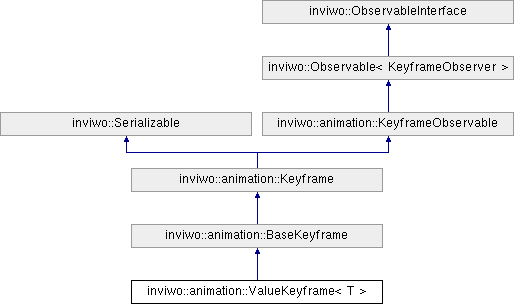 inviwo::ObservableInterface
inviwo::Observable< KeyframeObserver >
inviwo::Serializable
inviwo::animation::KeyframeObservable
inviwo::animation::Keyframe
inviwo::animation::BaseKeyframe
inviwo::animation::ValueKeyframe< T >